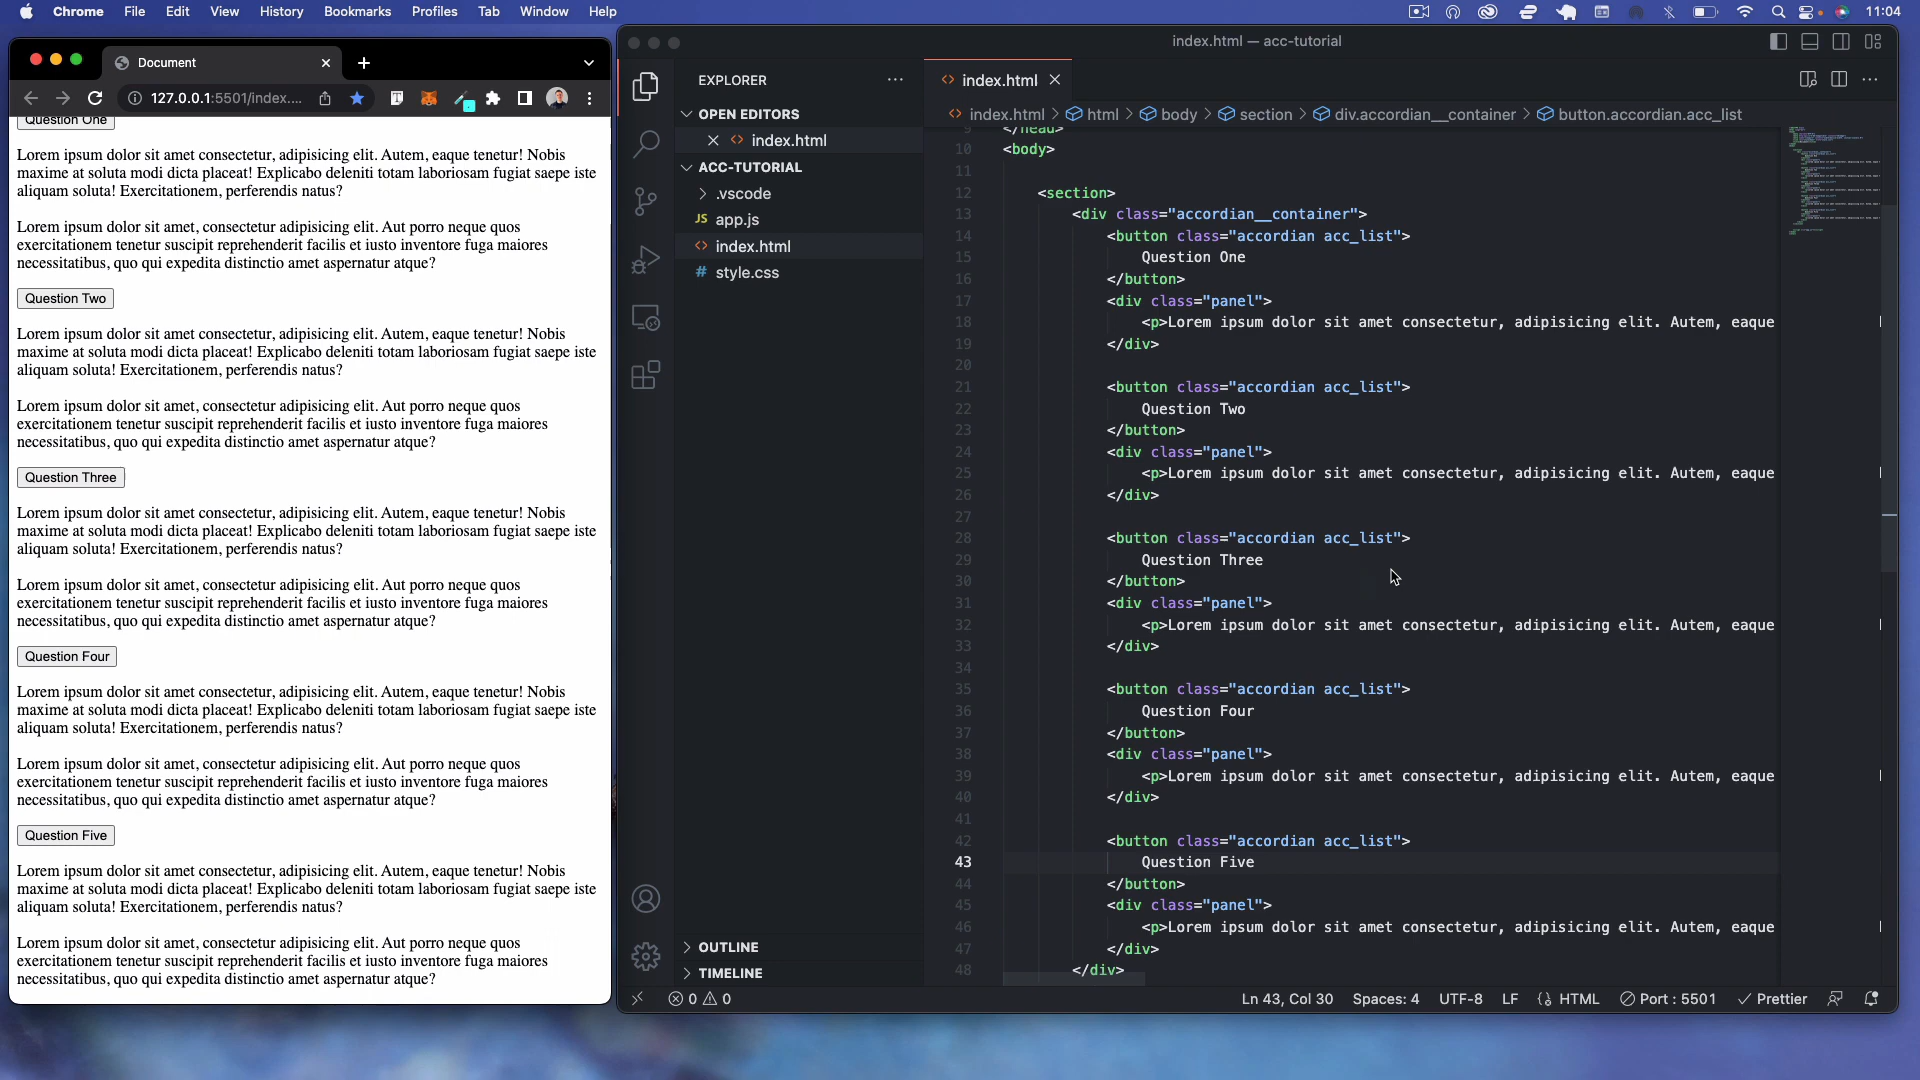 Chrome File Edit View History Bookmarks Profiles Tab Window Help 11:04
Document
127.0.0.1:5501/index....
Question One
Lorem ipsum dolor sit amet consectetur, adipisicing elit. Autem, eaque tenetur! Nobis
maxime at soluta modi dicta placeat! Explicabo deleniti totam laboriosam fugiat saepe iste
aliquam soluta! Exercitationem, perferendis natus?
Lorem ipsum dolor sit amet, consectetur adipisicing elit. Aut porro neque quos
exercitationem tenetur suscipit reprehenderit facilis et iusto inventore fuga maiores
necessitatibus, quo qui expedita distinctio amet aspernatur atque?
Question Two
Lorem ipsum dolor sit amet consectetur, adipisicing elit. Autem, eaque tenetur! Nobis
maxime at soluta modi dicta placeat! Explicabo deleniti totam laboriosam fugiat saepe iste
aliquam soluta! Exercitationem, perferendis natus?
Lorem ipsum dolor sit amet, consectetur adipisicing elit. Aut porro neque quos
exercitationem tenetur suscipit reprehenderit facilis et iusto inventore fuga maiores
necessitatibus, quo qui expedita distinctio amet aspernatur atque?
Question Three
Lorem ipsum dolor sit amet consectetur, adipisicing elit. Autem, eaque tenetur! Nobis
maxime at soluta modi dicta placeat! Explicabo deleniti totam laboriosam fugiat saepe iste
aliquam soluta! Exercitationem, perferendis natus?
Lorem ipsum dolor sit amet, consectetur adipisicing elit. Aut porro neque quos
exercitationem tenetur suscipit reprehenderit facilis et iusto inventore fuga maiores
necessitatibus, quo qui expedita distinctio amet aspernatur atque?
Question Four
Lorem ipsum dolor sit amet consectetur, adipisicing elit. Autem, eaque tenetur! Nobis
maxime at soluta modi dicta placeat! Explicabo deleniti totam laboriosam fugiat saepe iste
aliquam soluta! Exercitationem, perferendis natus?
Lorem ipsum dolor sit amet, consectetur adipisicing elit. Aut porro neque quos
exercitationem tenetur suscipit reprehenderit facilis et iusto inventore fuga maiores
necessitatibus, quo qui expedita distinctio amet aspernatur atque?
Question Five
Lorem ipsum dolor sit amet consectetur, adipisicing elit. Autem, eaque tenetur! Nobis
maxime at soluta modi dicta placeat! Explicabo deleniti totam laboriosam fugiat saepe iste
aliquam soluta! Exercitationem, perferendis natus?
Lorem ipsum dolor sit amet, consectetur adipisicing elit. Aut porro neque quos
exercitationem tenetur suscipit reprehenderit facilis et iusto inventore fuga maiores
necessitatibus, quo qui expedita distinctio amet aspernatur atque?
index.html — acc-tutorial
EXPLORER
OPEN EDITORS
index.html
ACC-TUTORIAL
.vscode
JS app.js
index.html
# style.css
OUTLINE
TIMELINE
index.html
index.html > html > body > section > div.accordian__container > button.accordian.acc_list
9 </head>
10 <body>
11
12 <section>
13 <div class="accordian__container">
14 <button class="accordian acc_list">
15 Question One
16 </button>
17 <div class="panel">
18 <p>Lorem ipsum dolor sit amet consectetur, adipisicing elit. Autem, eaque
19 </div>
20
21 <button class="accordian acc_list">
22 Question Two
23 </button>
24 <div class="panel">
25 <p>Lorem ipsum dolor sit amet consectetur, adipisicing elit. Autem, eaque
26 </div>
27
28 <button class="accordian acc_list">
29 Question Three
30 </button>
31 <div class="panel">
32 <p>Lorem ipsum dolor sit amet consectetur, adipisicing elit. Autem, eaque
33 </div>
34
35 <button class="accordian acc_list">
36 Question Four
37 </button>
38 <div class="panel">
39 <p>Lorem ipsum dolor sit amet consectetur, adipisicing elit. Autem, eaque
40 </div>
41
42 <button class="accordian acc_list">
43 Question Five
44 </button>
45 <div class="panel">
46 <p>Lorem ipsum dolor sit amet consectetur, adipisicing elit. Autem, eaque
47 </div>
48 </div>
0 0 Ln 43, Col 30 Spaces: 4 UTF-8 LF HTML Port : 5501 Prettier